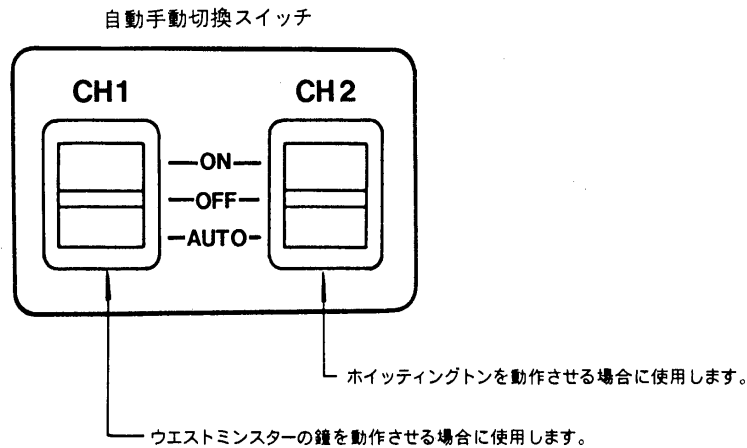 自動手動切換スイッチ
CH1 CH2
ON
OFF
AUTO
ホイッティングトンを動作させる場合に使用します。
ウエストミンスターの鐘を動作させる場合に使用します。